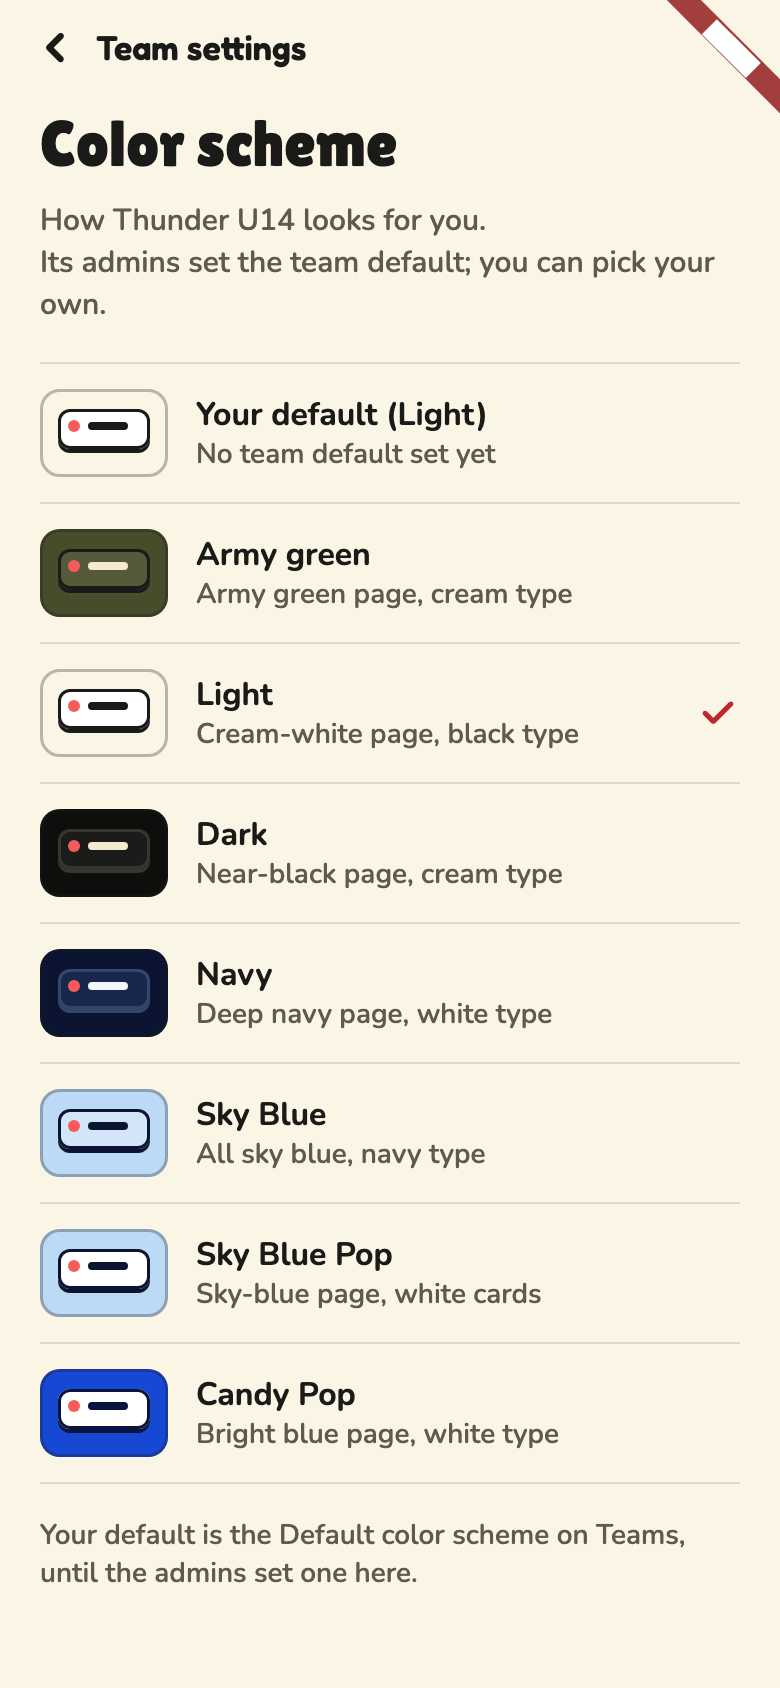 Team settings
Color scheme
How Thunder U14 looks for you.
Its admins set the team default; you can pick your
own.
Your default (Light)
No team default set yet
Army green
Army green page, cream type
Light
Cream-white page, black type
Dark
Near-black page, cream type
Navy
Deep navy page, white type
Sky Blue
All sky blue, navy type
Sky Blue Pop
Sky-blue page, white cards
Candy Pop
Bright blue page, white type
Your default is the Default color scheme on Teams,
until the admins set one here.